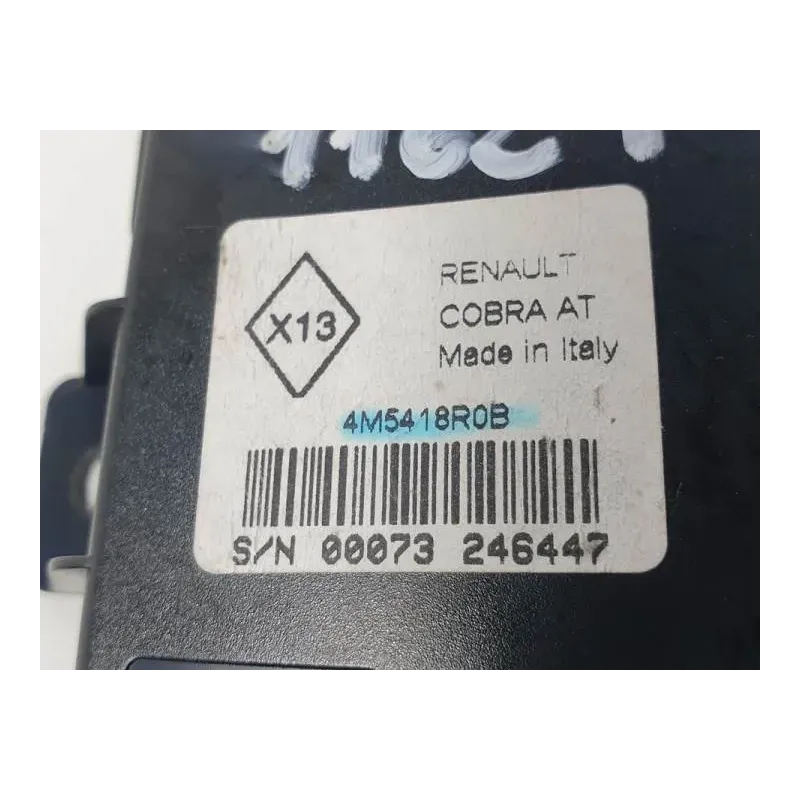 RENAULT
COBRA AT
Made in Italy
X13
4M5418R0B
S/N 00073 246447